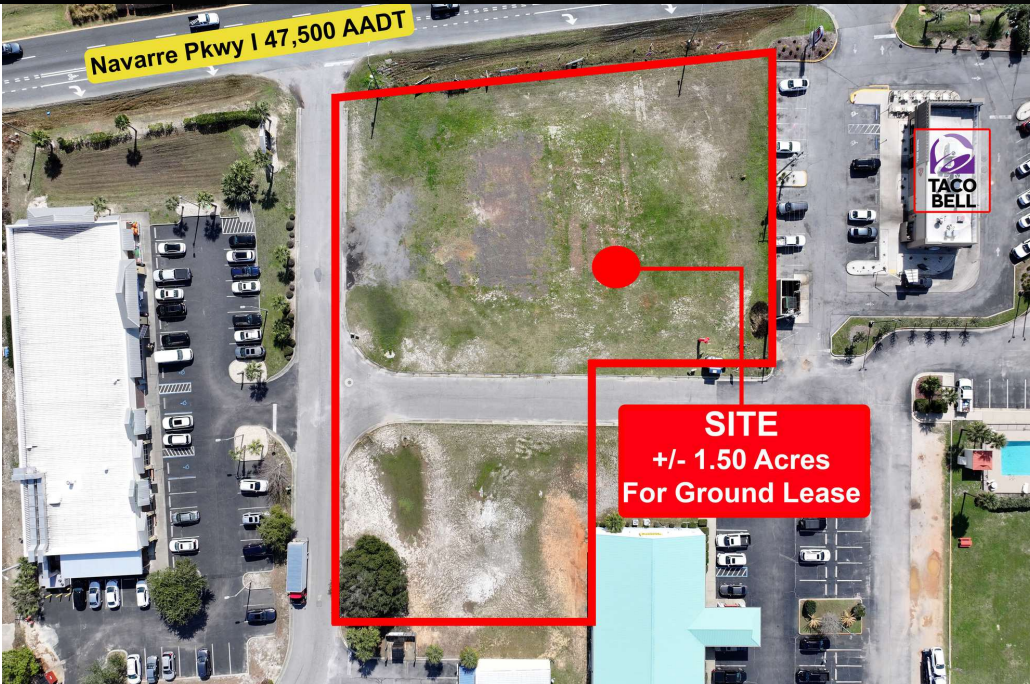 Navarre Pkwy I 47,500 AADT
TACO
BELL
SITE
+/- 1.50 Acres
For Ground Lease